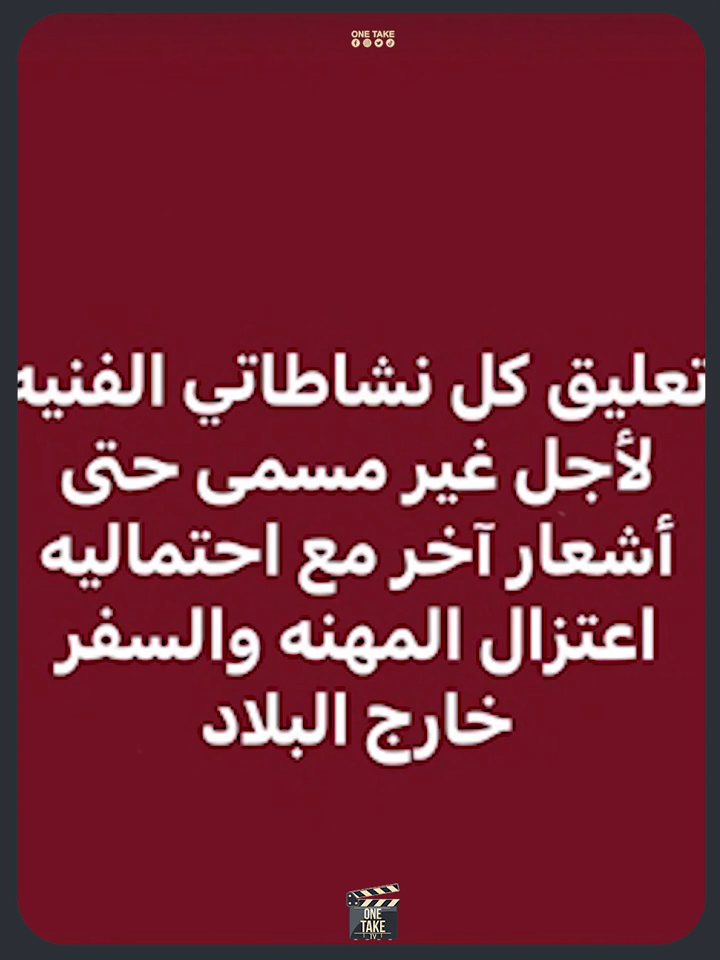 ONE TAKE
تعليق كل نشاطاتي الفنيه
لأجل غير مسمى حتى
أشعار آخر مع احتماليه
اعتزال المهنه والسفر
خارج البلاد
ONE
TAKE
TV